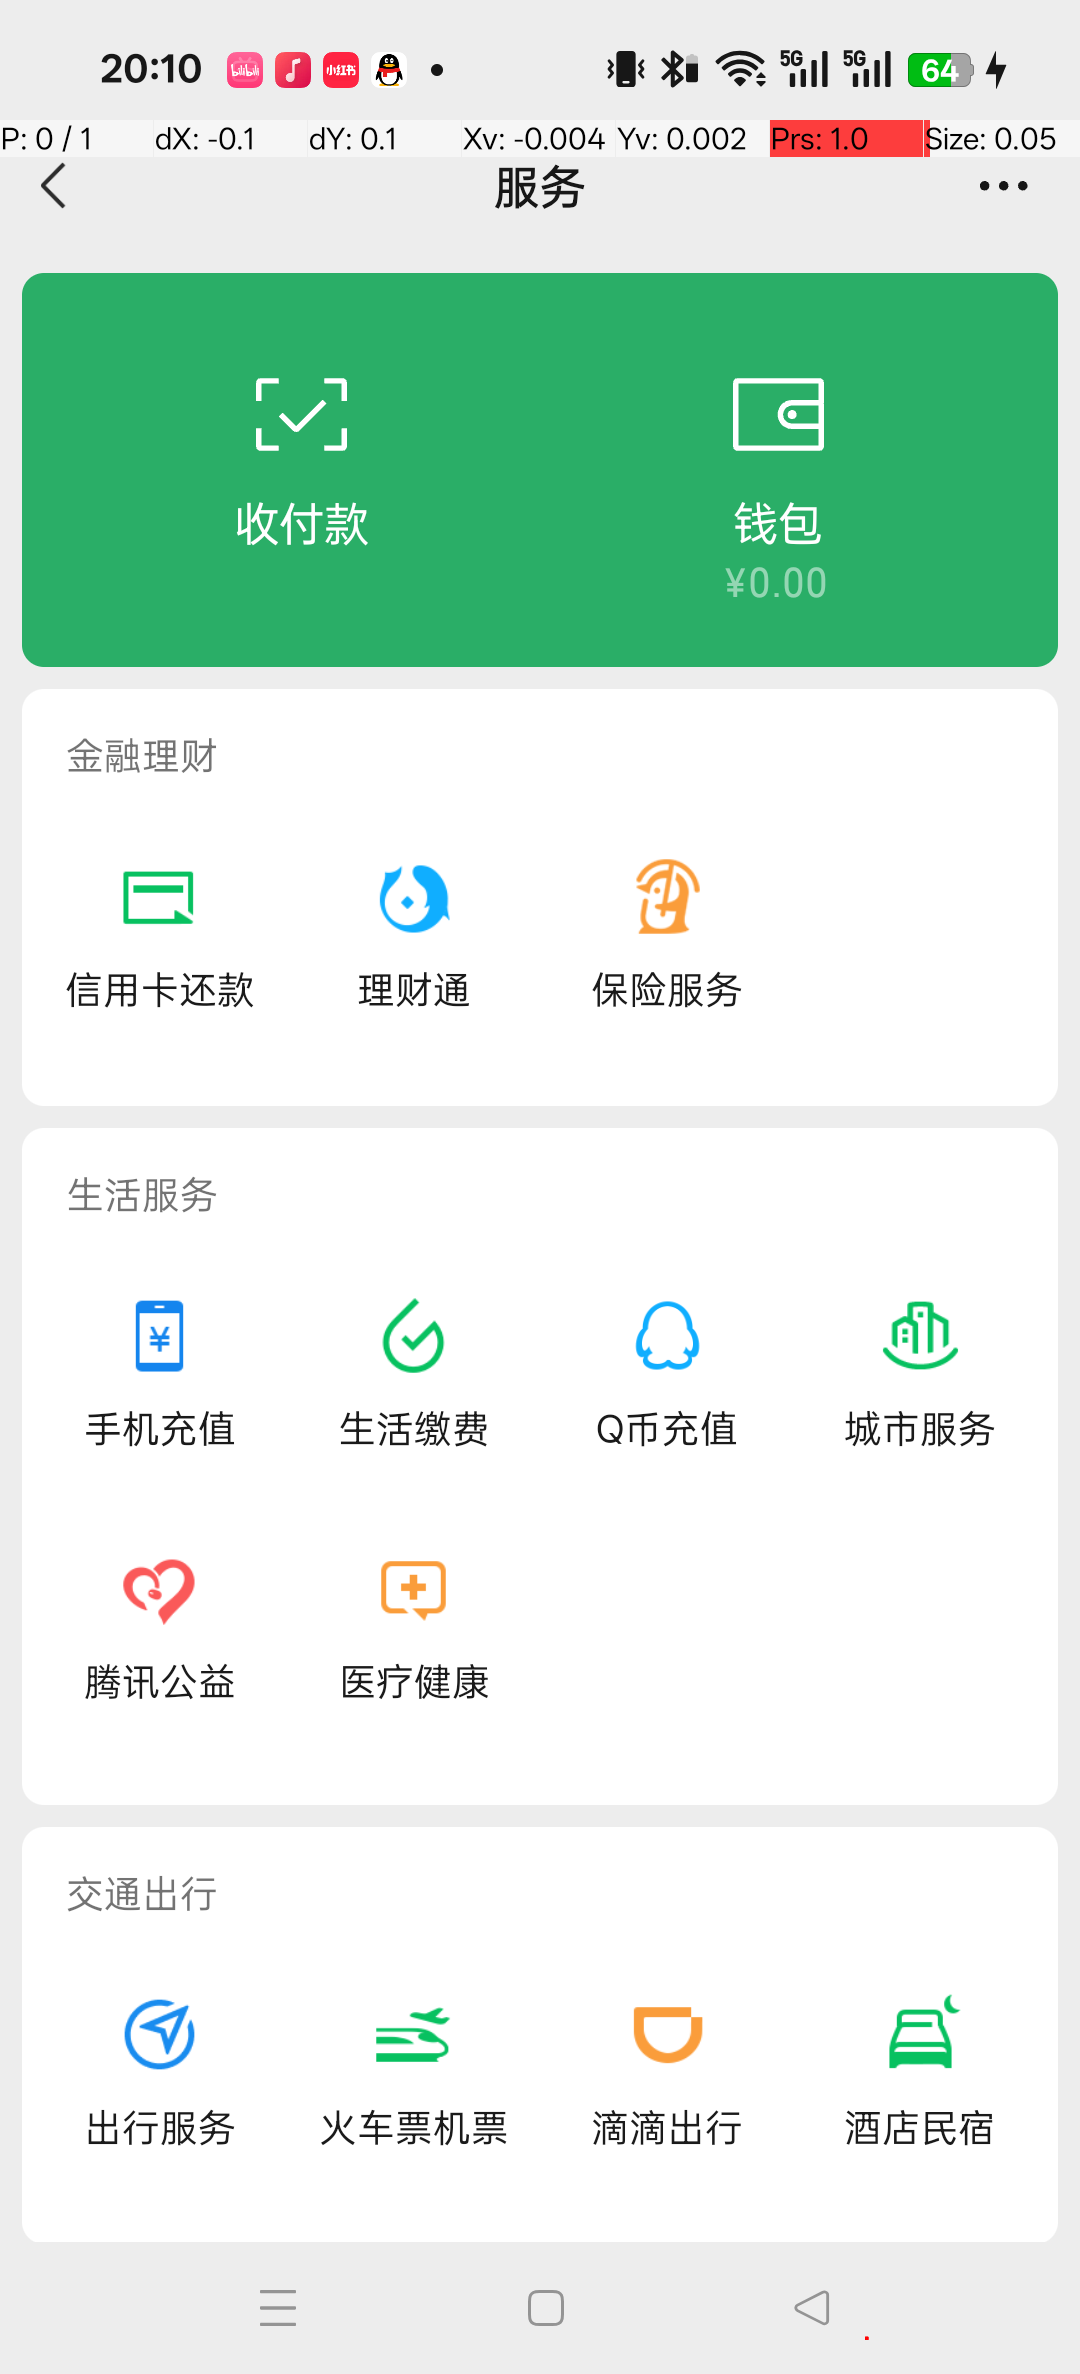 20:10
bilibili
小红书
5G
5G
64
P: 0 / 1
dX: -0.1
dY: 0.1
Xv: -0.004
Yv: 0.002
Prs: 1.0
Size: 0.05
服务
收付款
钱包
¥0.00
金融理财
信用卡还款
理财通
保险服务
生活服务
手机充值
生活缴费
Q币充值
城市服务
腾讯公益
医疗健康
交通出行
出行服务
火车票机票
滴滴出行
酒店民宿